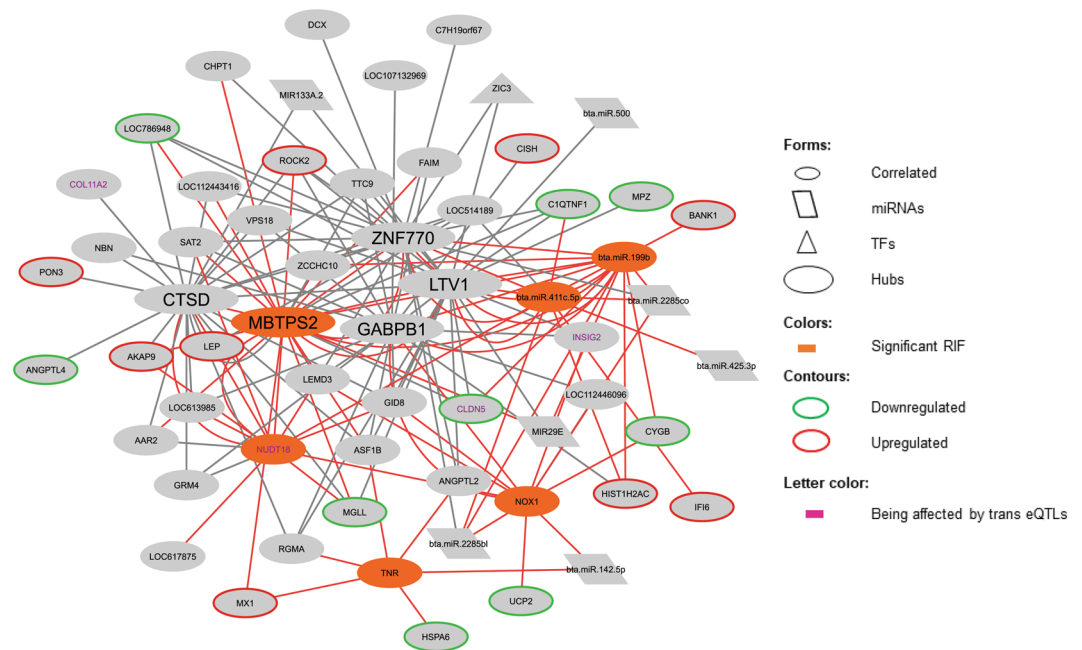 DCX
C7H19orf67
CHPT1
LOC107132969
MIR133A.2
ZIC3
bta.miR.500
LOC786948
ROCK2
FAIM
CISH
COL11A2
LOC112443416
TTC9
C1QTNF1
MPZ
VPS18
LOC514189
BANK1
NBN
SAT2
ZNF770
PON3
ZCCHC10
bta.miR.199b
CTSD
LTV1
bta.miR.411c.5p
bta.miR.2285co
MBTPS2
GABPB1
INSIG2
AKAP9
LEP
bta.miR.425.3p
ANGPTL4
LEMD3
LOC613985
GID8
CLDN5
LOC112446096
AAR2
NUDT18
ASF1B
MIR29E
CYGB
GRM4
ANGPTL2
HIST1H2AC
MGLL
NOX1
IFI6
LOC617875
RGMA
bta.miR.2285bl
TNR
bta.miR.142.5p
MX1
UCP2
HSPA6
Forms:
Correlated
miRNAs
TFs
Hubs
Colors:
Significant RIF
Contours:
Downregulated
Upregulated
Letter color:
Being affected by trans eQTLs